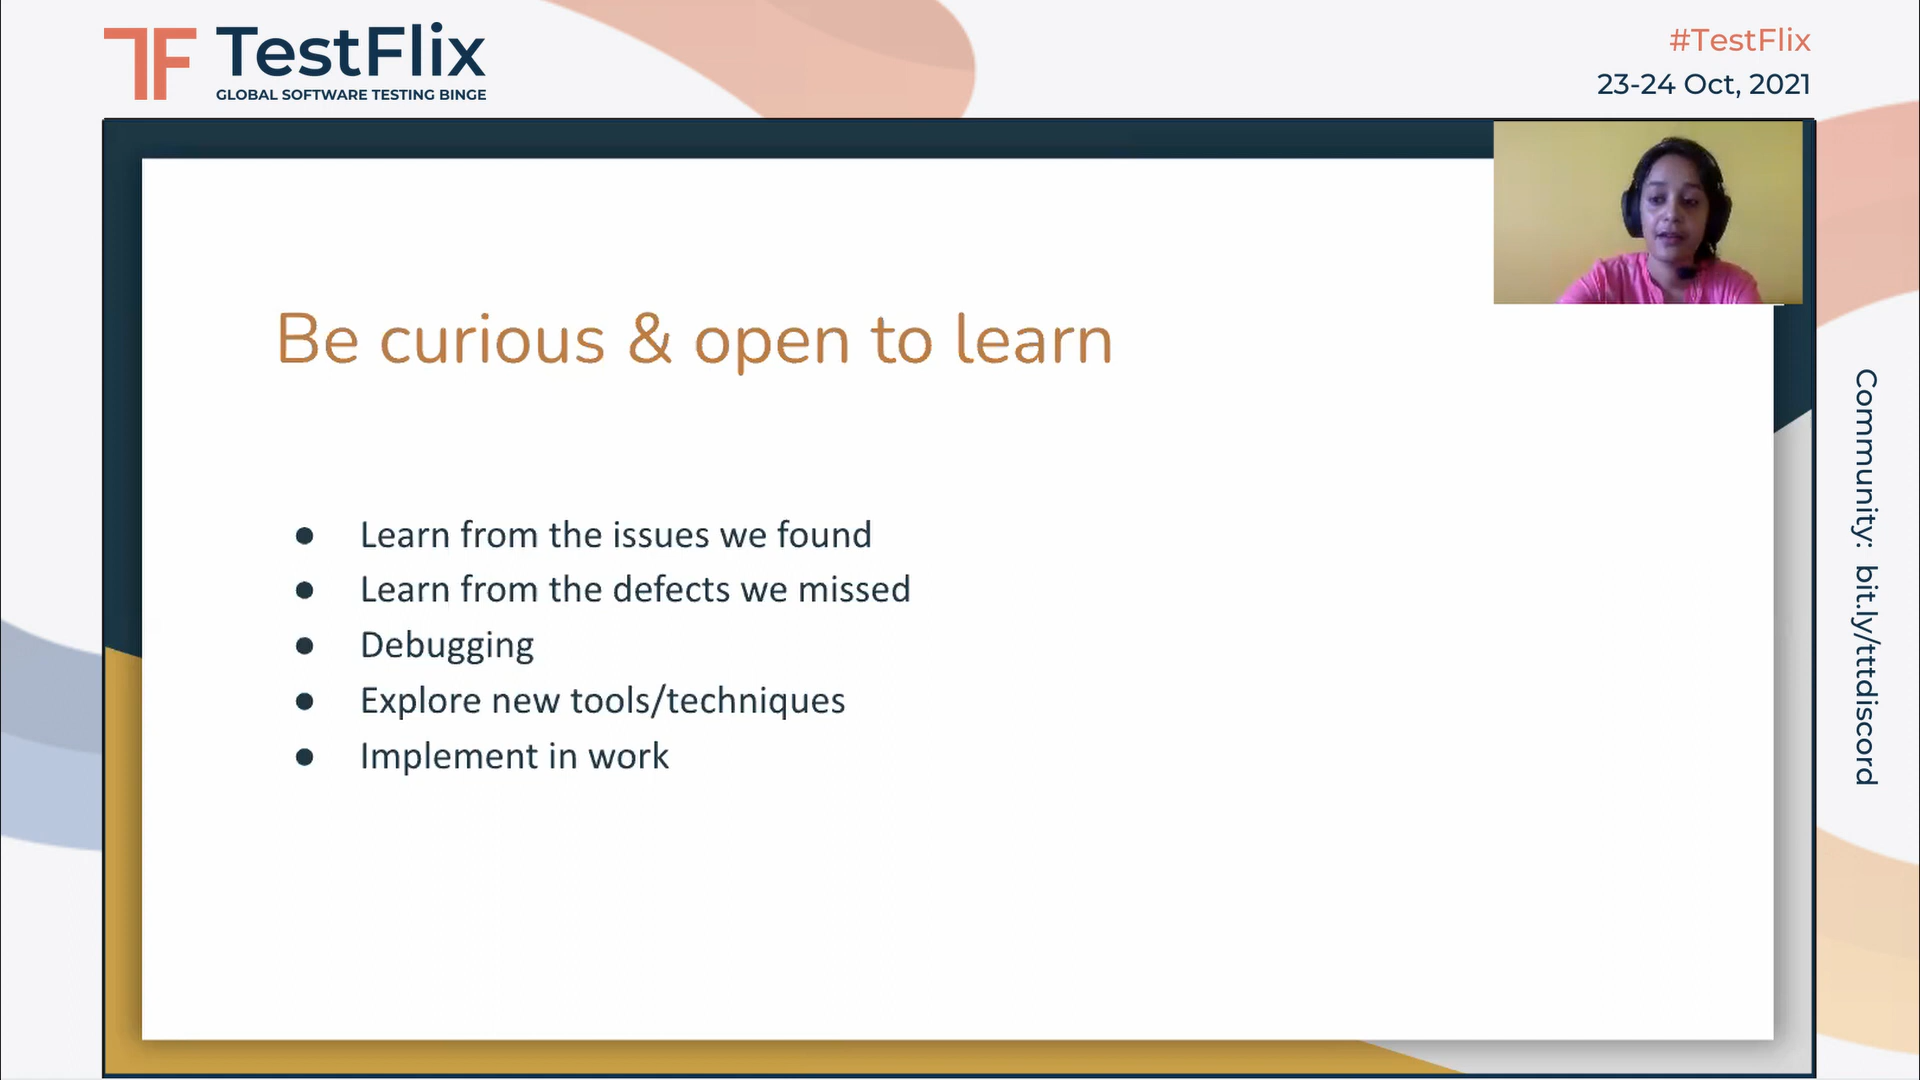 TF TestFlix
GLOBAL SOFTWARE TESTING BINGE
#TestFlix
23-24 Oct, 2021
Be curious & open to learn
● Learn from the issues we found
● Learn from the defects we missed
● Debugging
● Explore new tools/techniques
● Implement in work
Community: bit.ly/tttdiscord